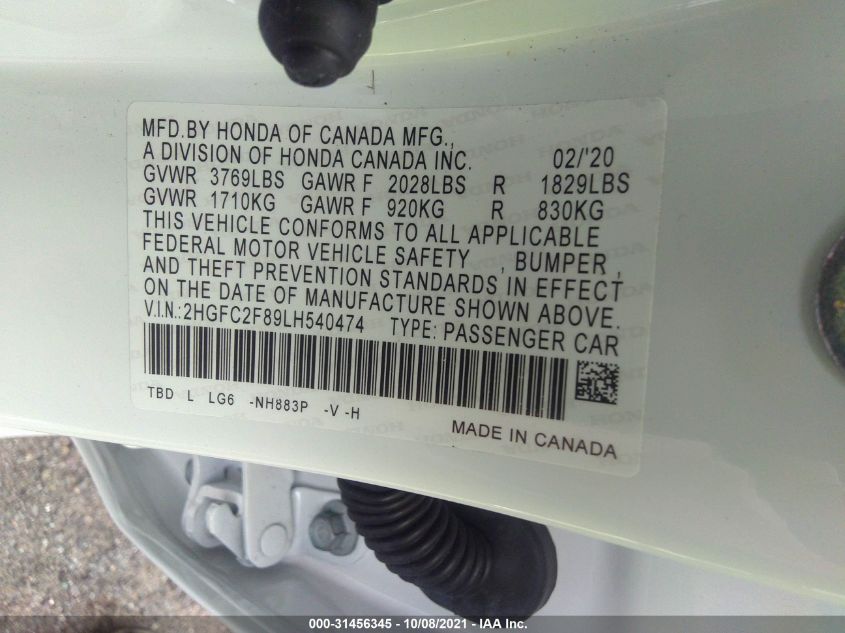 MFD.BY HONDA OF CANADA MFG.,
A DIVISION OF HONDA CANADA INC. 02/'20
GVWR 3769LBS GAWR F 2028LBS R 1829LBS
GVWR 1710KG GAWR F 920KG R 830KG
THIS VEHICLE CONFORMS TO ALL APPLICABLE
FEDERAL MOTOR VEHICLE SAFETY , BUMPER ,
AND THEFT PREVENTION STANDARDS IN EFFECT
ON THE DATE OF MANUFACTURE SHOWN ABOVE.
V.I.N.: 2HGFC2F89LH540474 TYPE: PASSENGER CAR
TBD L LG6 -NH883P -V -H
MADE IN CANADA
000-31456345 - 10/08/2021 - IAA Inc.